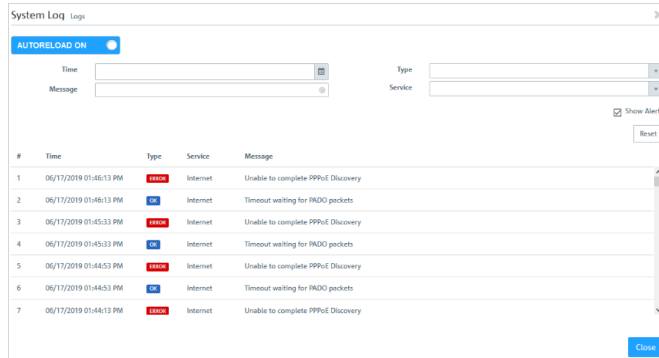 System Log Logs
AUTORELOAD ON
Time
Type
Message
Service
Show Alert
Reset
# Time Type Service Message
1 06/17/2019 01:46:13 PM ERROR Internet Unable to complete PPPoE Discovery
2 06/17/2019 01:46:13 PM OK Internet Timeout waiting for PADO packets
3 06/17/2019 01:45:33 PM ERROR Internet Unable to complete PPPoE Discovery
4 06/17/2019 01:45:33 PM OK Internet Timeout waiting for PADO packets
5 06/17/2019 01:44:53 PM ERROR Internet Unable to complete PPPoE Discovery
6 06/17/2019 01:44:53 PM OK Internet Timeout waiting for PADO packets
7 06/17/2019 01:44:13 PM ERROR Internet Unable to complete PPPoE Discovery
Close